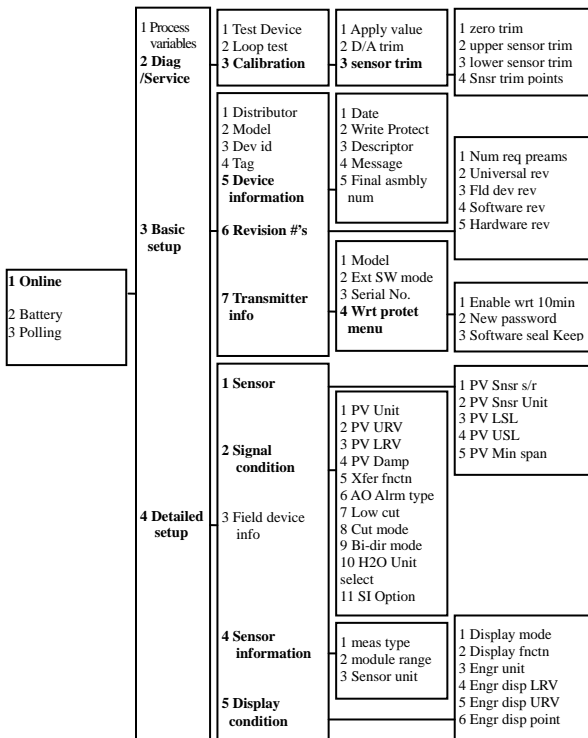 1 Online
2 Battery
3 Polling
1 Process
variables
2 Diag
/Service
3 Basic
setup
4 Detailed
setup
1 Test Device
2 Loop test
3 Calibration
1 Apply value
2 D/A trim
3 sensor trim
1 zero trim
2 upper sensor trim
3 lower sensor trim
4 Snsr trim points
1 Distributor
2 Model
3 Dev id
4 Tag
5 Device
information
6 Revision #'s
7 Transmitter
info
1 Date
2 Write Protect
3 Descriptor
4 Message
5 Final asmbly
num
1 Num req preams
2 Universal rev
3 Fld dev rev
4 Software rev
5 Hardware rev
1 Model
2 Ext SW mode
3 Serial No.
4 Wrt protet
menu
1 Enable wrt 10min
2 New password
3 Software seal Keep
1 Sensor
2 Signal
condition
3 Field device
info
4 Sensor
information
5 Display
condition
1 PV Snsr s/r
2 PV Snsr Unit
3 PV LSL
4 PV USL
5 PV Min span
1 PV Unit
2 PV URV
3 PV LRV
4 PV Damp
5 Xfer fnctn
6 AO Alrm type
7 Low cut
8 Cut mode
9 Bi-dir mode
10 H2O Unit
select
11 SI Option
1 meas type
2 module range
3 Sensor unit
1 Display mode
2 Display fnctn
3 Engr unit
4 Engr disp LRV
5 Engr disp URV
6 Engr disp point